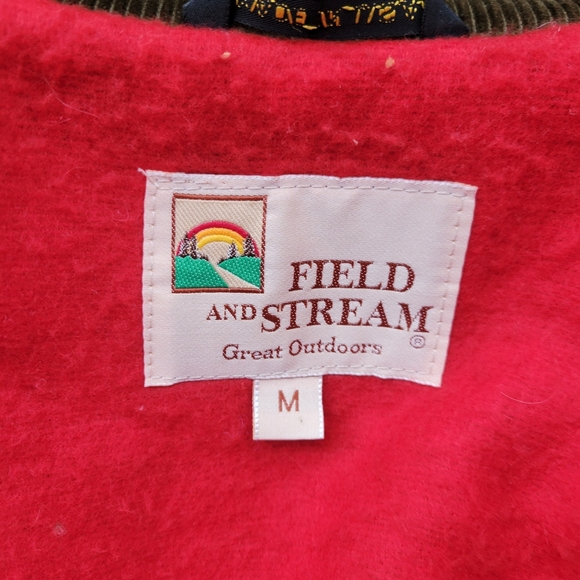 FIELD
AND STREAM
®
Great Outdoors
M